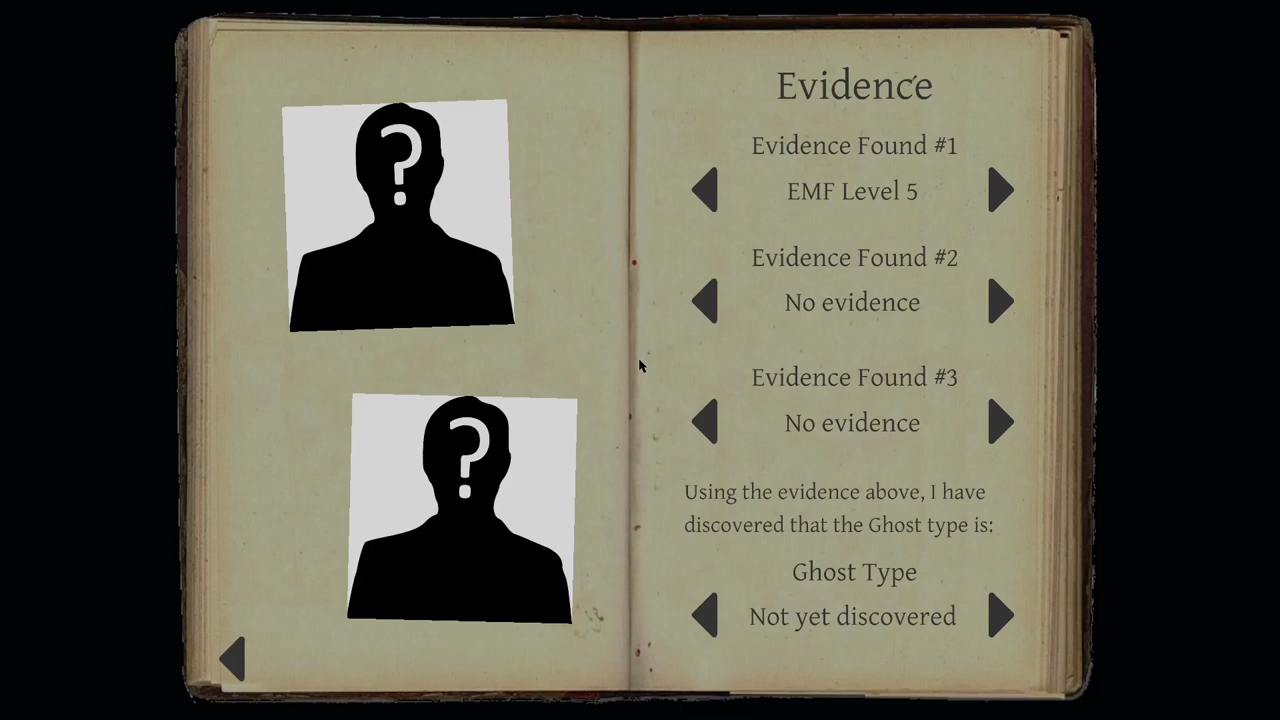 ?
?
Evidence
Evidence Found #1
EMF Level 5
Evidence Found #2
No evidence
Evidence Found #3
No evidence
Using the evidence above, I have
discovered that the Ghost type is:
Ghost Type
Not yet discovered